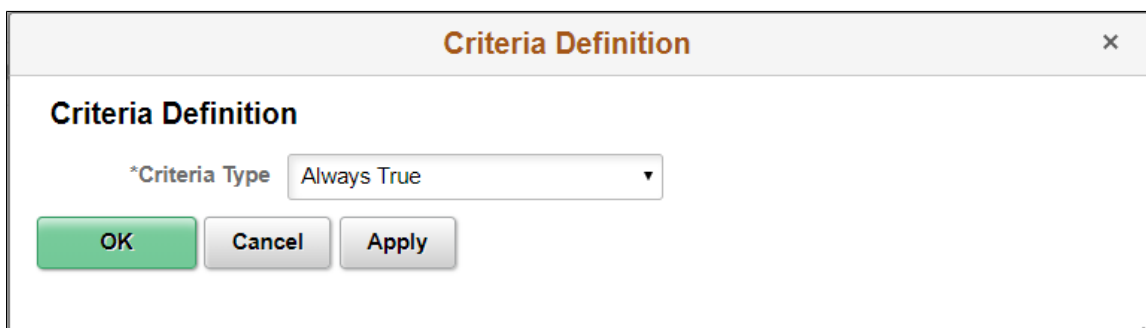 Criteria Definition ×
Criteria Definition
*Criteria Type Always True
OK Cancel Apply